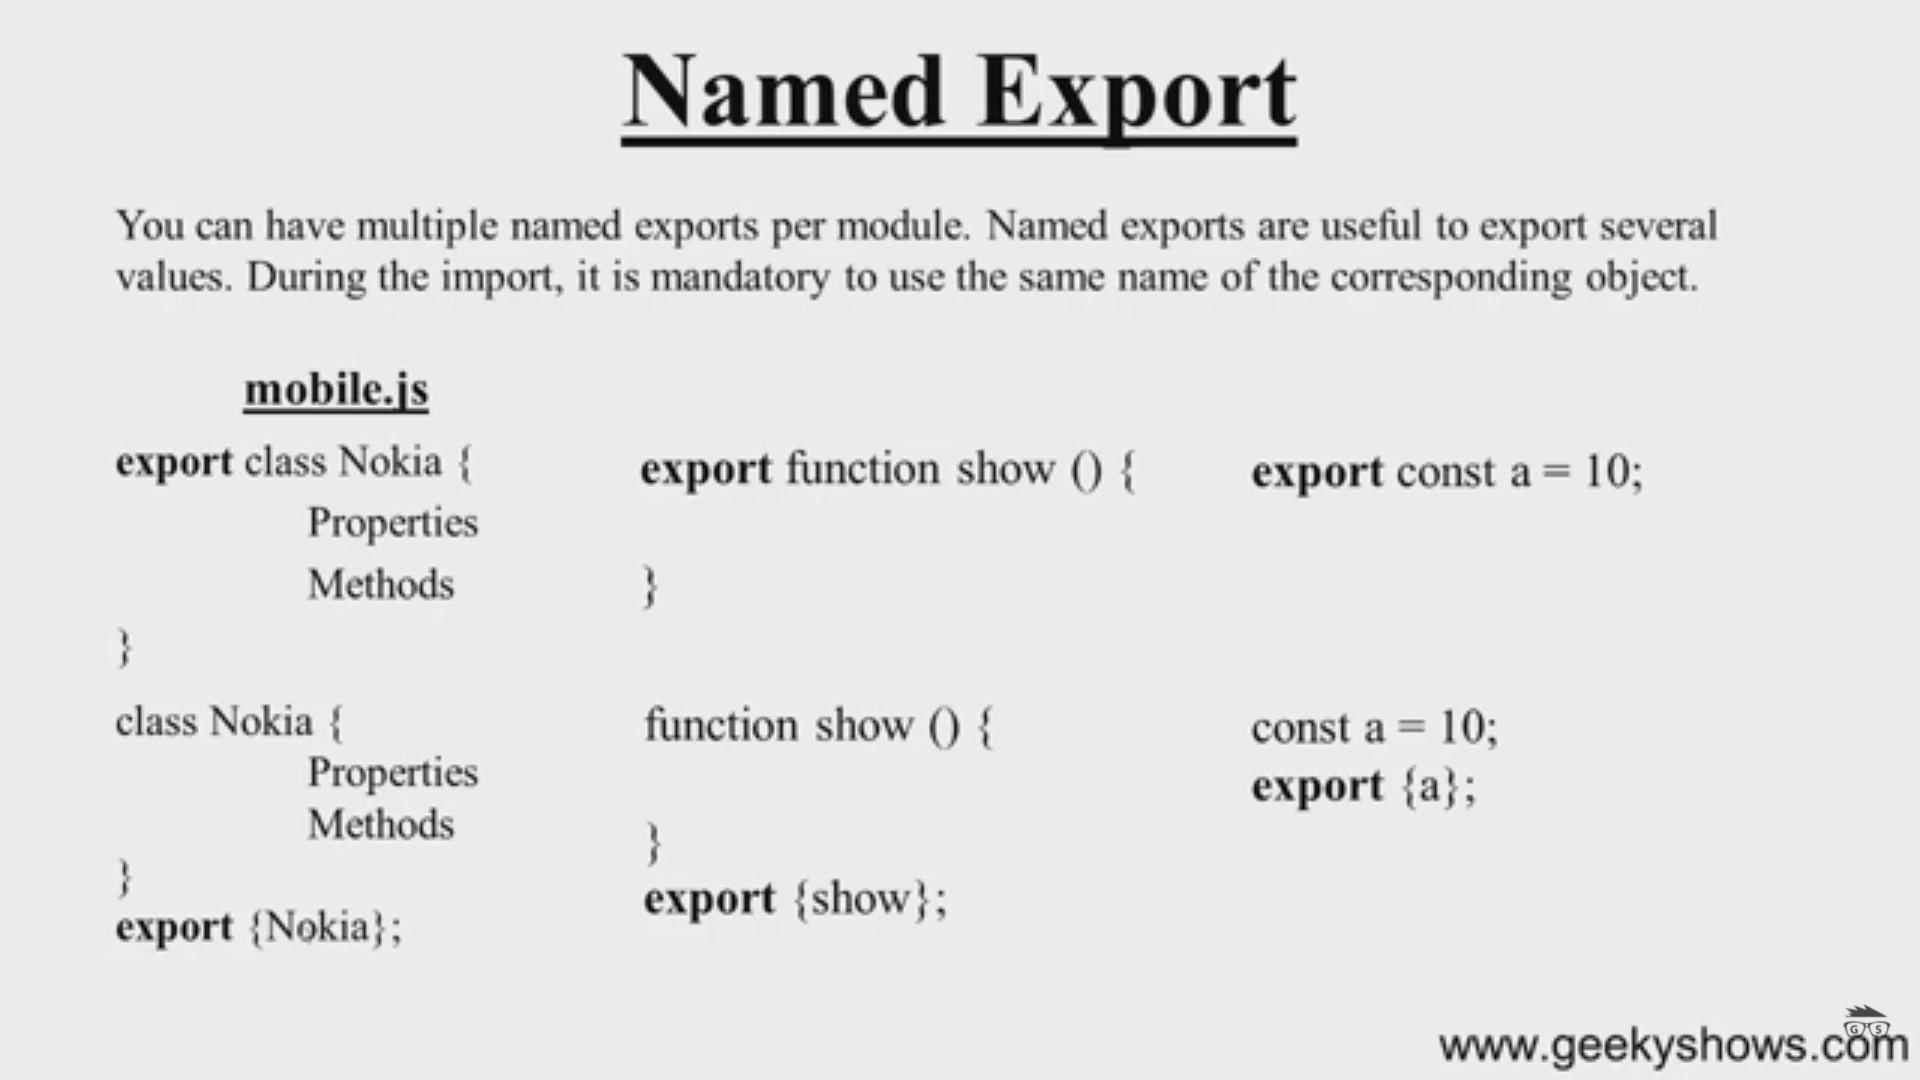 Named Export
You can have multiple named exports per module. Named exports are useful to export several
values. During the import, it is mandatory to use the same name of the corresponding object.
mobile.js
export class Nokia {
Properties
Methods
}
class Nokia {
Properties
Methods
}
export {Nokia};
export function show () {
}
function show () {
}
export {show};
export const a = 10;
const a = 10;
export {a};
G S
www.geekyshows.com